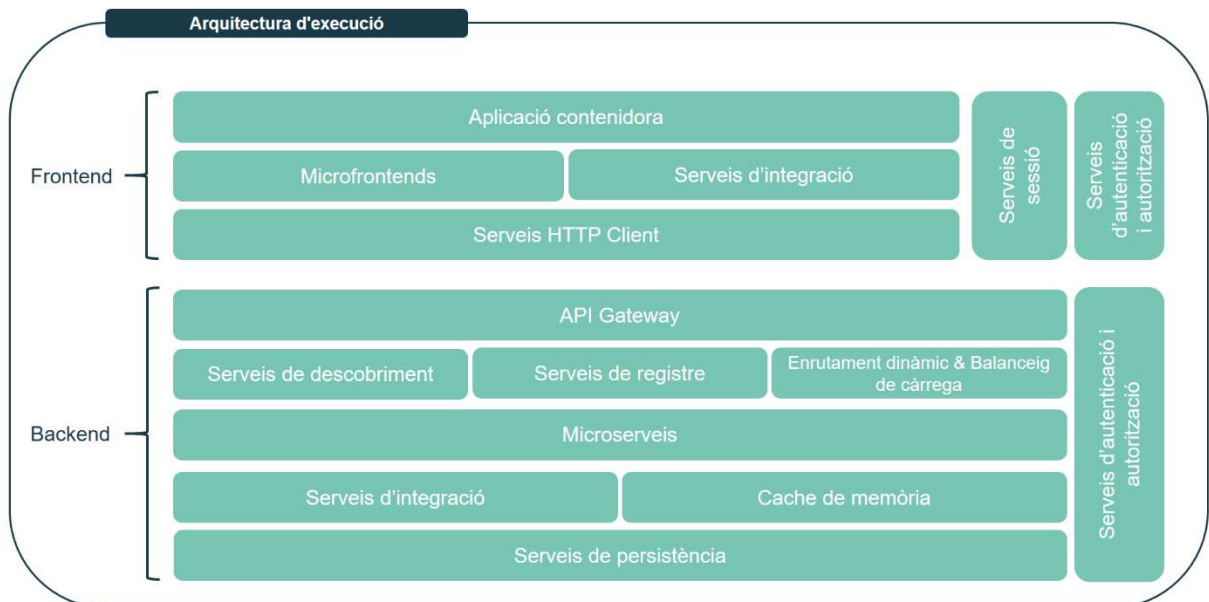 Arquitectura d'execució
Frontend
Aplicació contenidora
Microfrontends
Serveis d'integració
Serveis HTTP Client
Serveis de
sessió
Serveis
d'autenticació
i autorització
Backend
API Gateway
Serveis de descobriment
Serveis de registre
Enrutament dinàmic & Balanceig
de càrrega
Microserveis
Serveis d'integració
Cache de memòria
Serveis de persistència
Serveis d'autenticació i
autorització